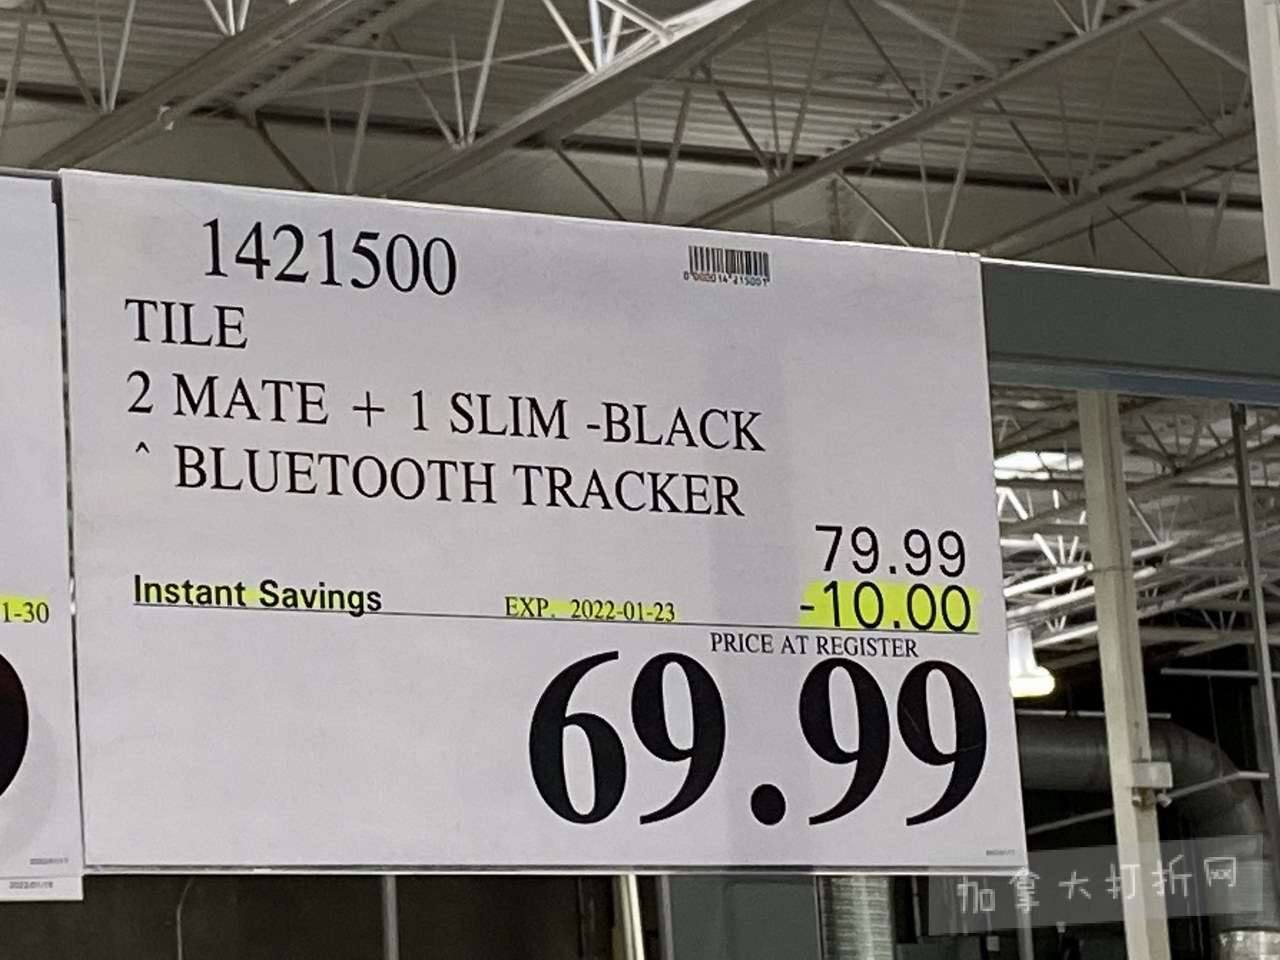 1421500
TILE
2 MATE + 1 SLIM -BLACK
^ BLUETOOTH TRACKER
79.99
Instant Savings EXP. 2022-01-23 -10.00
PRICE AT REGISTER
69.99
1-30
加拿大打折网